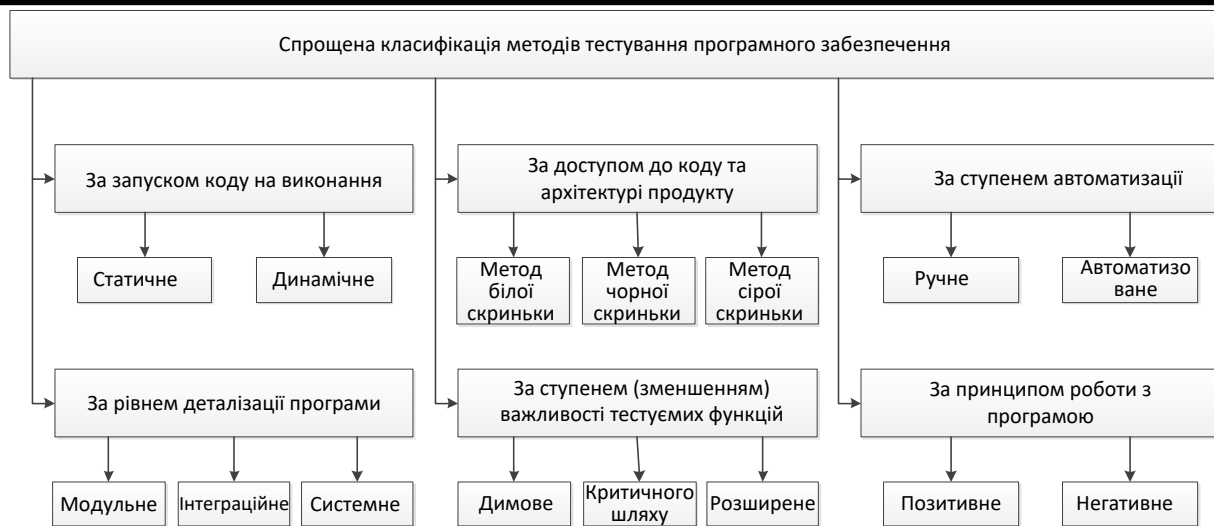 Спрощена класифікація методів тестування програмного забезпечення
За запуском коду на виконання
Статичне
Динамічне
За доступом до коду та
архітектурі продукту
Метод
білої
скриньки
Метод
чорної
скриньки
Метод
сірої
скриньки
За ступенем автоматизації
Ручне
Автоматизо
ване
За рівнем деталізації програми
Модульне
Інтеграційне
Системне
За ступенем (зменшенням)
важливості тестуємих функцій
Димове
Критичного
шляху
Розширене
За принципом роботи з
програмою
Позитивне
Негативне